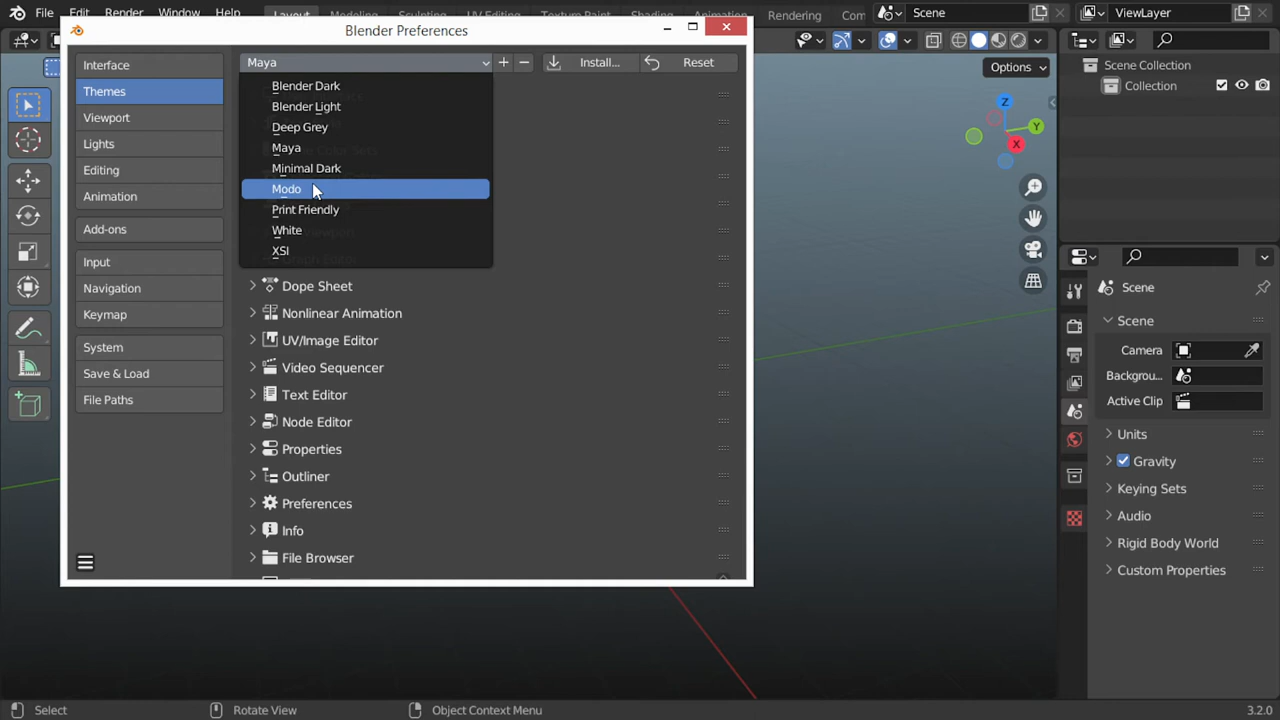 File Edit Render Window Help Layout Modeling Sculpting UV Editing Texture Paint Shading Animation Rendering Com Scene ViewLayer
Blender Preferences
Options
Scene Collection
Collection
Interface
Themes
Viewport
Lights
Editing
Animation
Add-ons
Input
Navigation
Keymap
System
Save & Load
File Paths
Maya
Install...
Reset
Blender Dark
Blender Light
Deep Grey
Maya
Minimal Dark
Modo
Print Friendly
White
XSI
Dope Sheet
Nonlinear Animation
UV/Image Editor
Video Sequencer
Text Editor
Node Editor
Properties
Outliner
Preferences
Info
File Browser
Z
Y
X
Scene
Scene
Camera
Backgrou...
Active Clip
Units
Gravity
Keying Sets
Audio
Rigid Body World
Custom Properties
Select Rotate View Object Context Menu 3.2.0